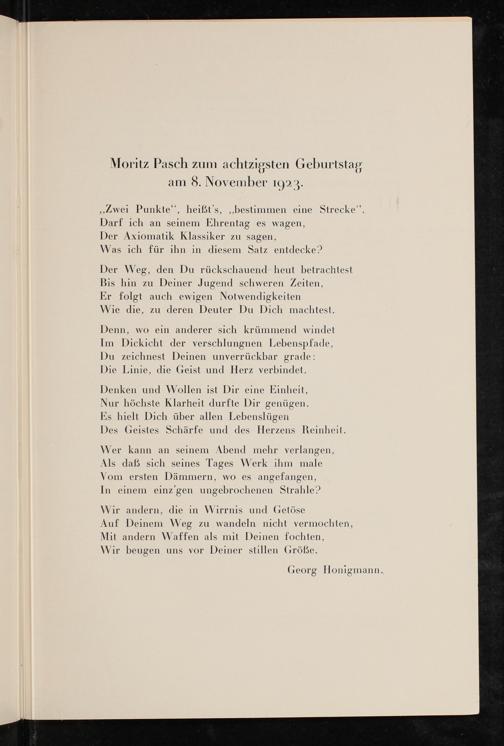 Moritz Pasch zum achtzigsten Geburtstag
am 8. November 1923.
„Zwei Punkte“, heißt's, „bestimmen eine Strecke“.
Darf ich an seinem Ehrentag es wagen,
Der Axiomatik Klassiker zu sagen,
Was ich für ihn in diesem Satz entdecke?
Der Weg, den Du rückschauend heut betrachtest
Bis hin zu Deiner Jugend schweren Zeiten,
Er folgt auch ewigen Notwendigkeiten
Wie die, zu deren Deuter Du Dich machtest.
Denn, wo ein anderer sich krümmend windet
Im Dickicht der verschlungnen Lebenspfade,
Du zeichnest Deinen unverrückbar grade:
Die Linie, die Geist und Herz verbindet.
Denken und Wollen ist Dir eine Einheit,
Nur höchste Klarheit durfte Dir genügen.
Es hielt Dich über allen Lebenslügen
Des Geistes Schärfe und des Herzens Reinheit.
Wer kann an seinem Abend mehr verlangen,
Als daß sich seines Tages Werk ihm male
Vom ersten Dämmern, wo es angefangen,
In einem einz'gen ungebrochenen Strahle?
Wir andern, die in Wirrnis und Getöse
Auf Deinem Weg zu wandeln nicht vermochten,
Mit andern Waffen als mit Deinen fochten,
Wir beugen uns vor Deiner stillen Größe.
Georg Honigmann.